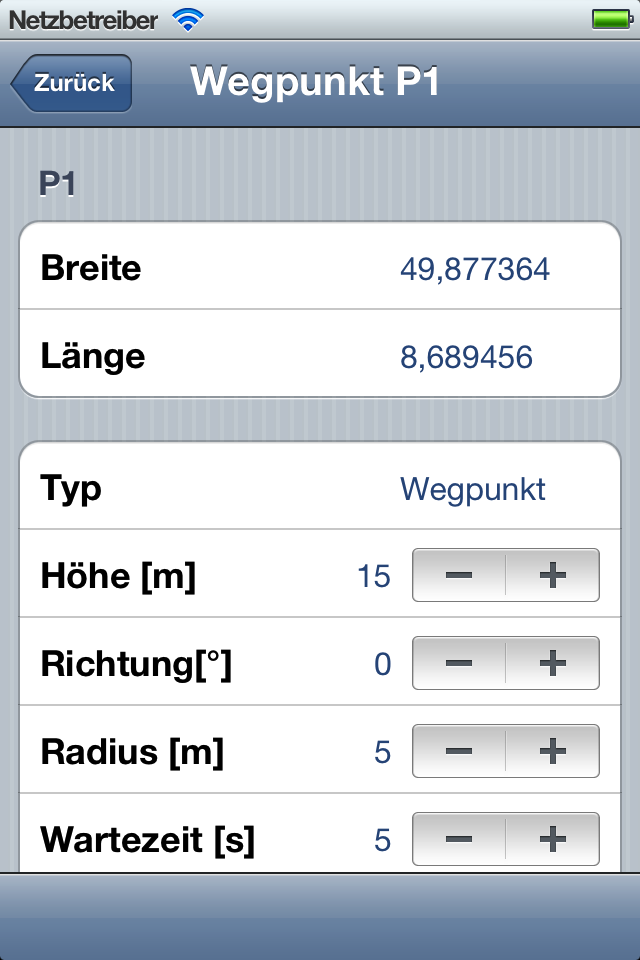 Netzbetreiber
Zurück
Wegpunkt P1
P1
Breite 49,877364
Länge 8,689456
Typ Wegpunkt
Höhe [m] 15 − +
Richtung[°] 0 − +
Radius [m] 5 − +
Wartezeit [s] 5 − +